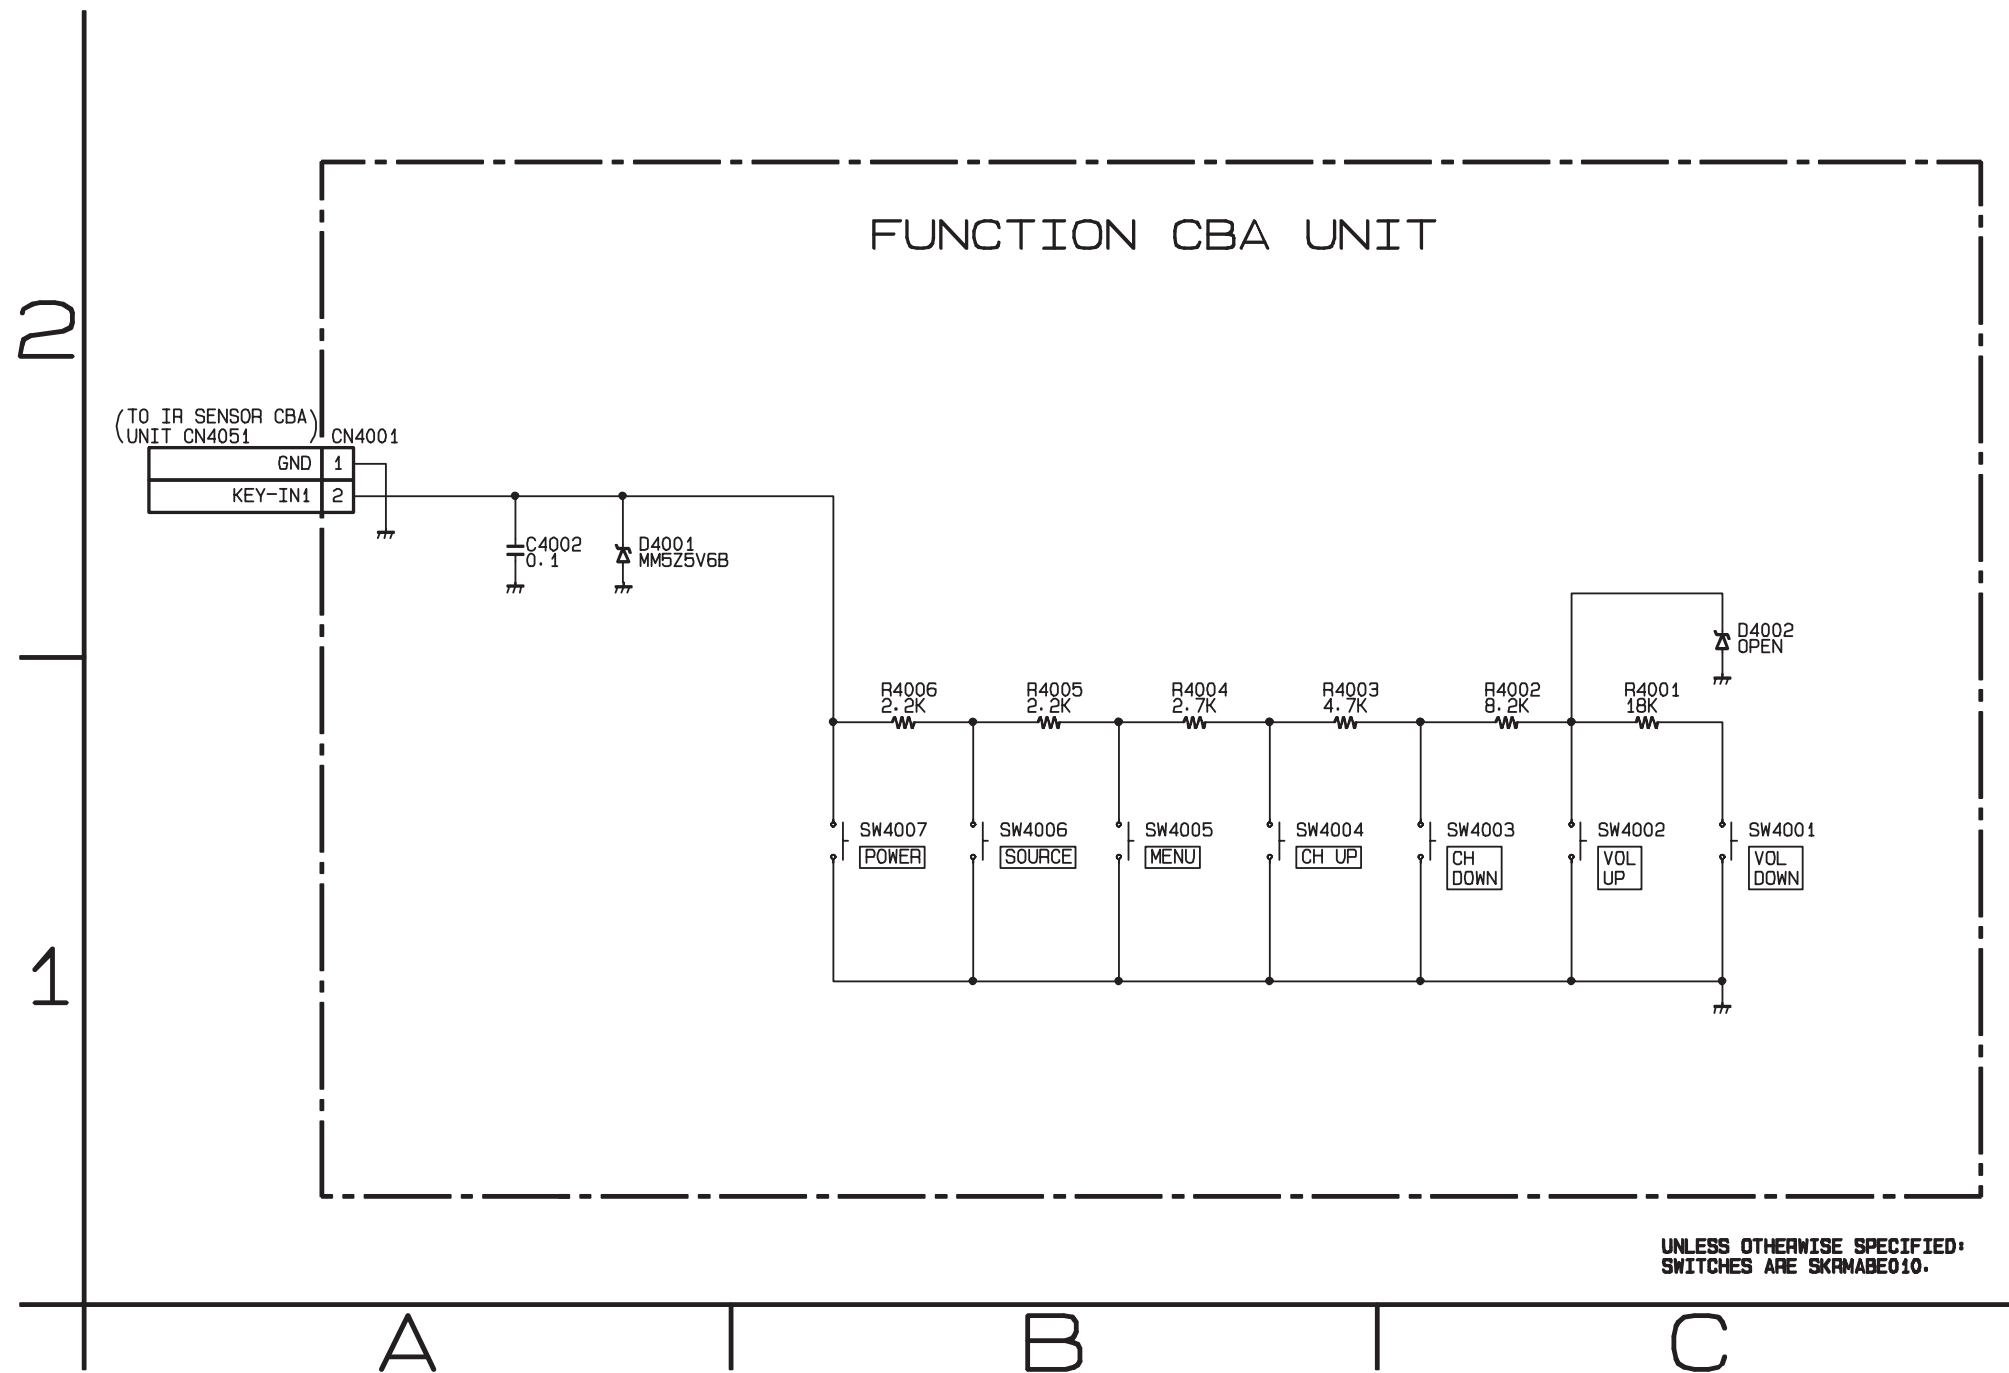 FUNCTION CBA UNIT
2
(TO IR SENSOR CBA
UNIT CN4051)
CN4001
GND 1
KEY-IN1 2
C4002
0.1
D4001
MM5Z5V6B
D4002
OPEN
R4006
2.2K
R4005
2.2K
R4004
2.7K
R4003
4.7K
R4002
8.2K
R4001
18K
SW4007
POWER
SW4006
SOURCE
SW4005
MENU
SW4004
CH UP
SW4003
CH
DOWN
SW4002
VOL
UP
SW4001
VOL
DOWN
1
UNLESS OTHERWISE SPECIFIED:
SWITCHES ARE SKRMABE010.
A B C